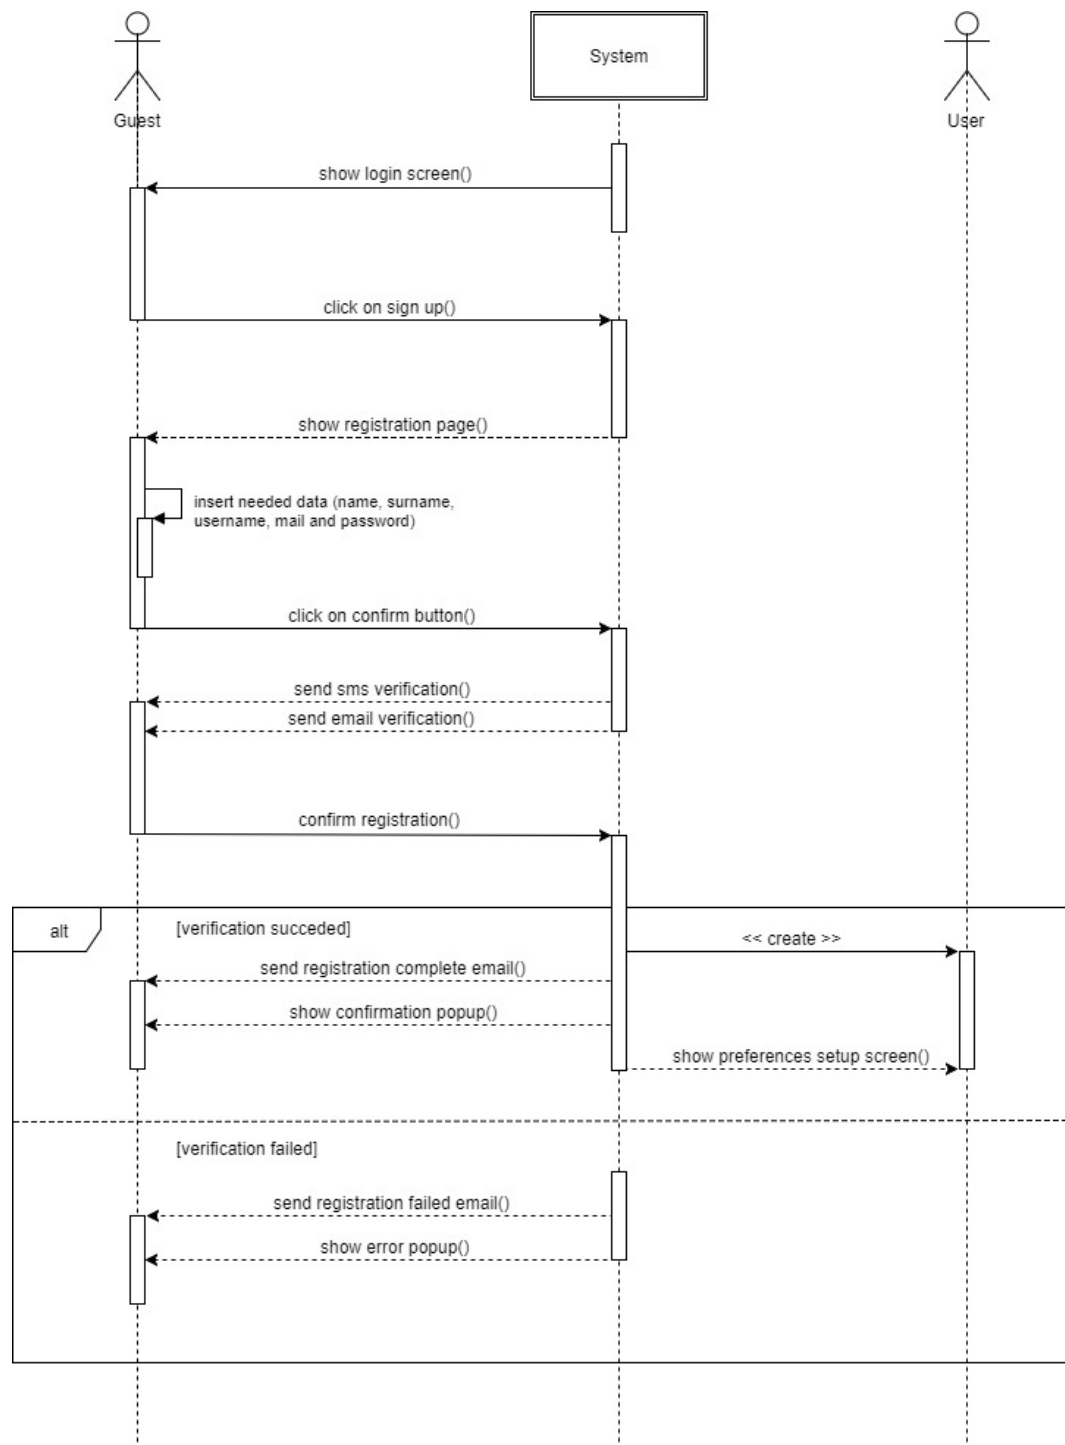 System
Guest
User
show login screen()
click on sign up()
show registration page()
insert needed data (name, surname,
username, mail and password)
click on confirm button()
send sms verification()
send email verification()
confirm registration()
alt
[verification succeded]
<< create >>
send registration complete email()
show confirmation popup()
show preferences setup screen()
[verification failed]
send registration failed email()
show error popup()